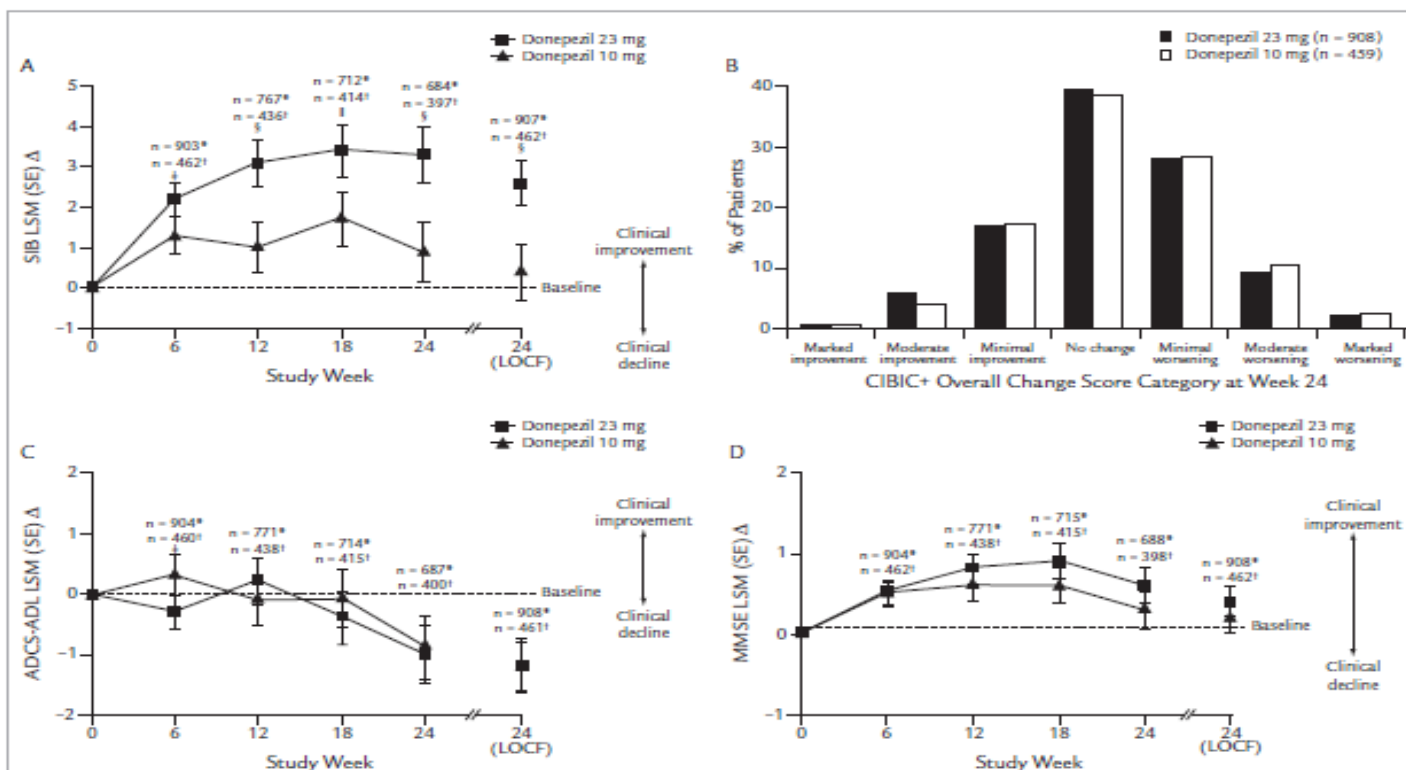 A
Donepezil 23 mg
Donepezil 10 mg
SIB LSM (SE) Δ
5
4
3
2
1
0
−1
n = 903*
n = 462†
‡
n = 767*
n = 436†
§
n = 712*
n = 414†
n = 684*
n = 397†
§
n = 907*
n = 462†
§
Clinical
improvement
Baseline
Clinical
decline
0 6 12 18 24 24
(LOCF)
Study Week
B
Donepezil 23 mg (n = 908)
Donepezil 10 mg (n = 459)
% of Patients
40
30
20
10
0
Marked improvement
Moderate improvement
Minimal improvement
No change
Minimal worsening
Moderate worsening
Marked worsening
CIBIC+ Overall Change Score Category at Week 24
C
Donepezil 23 mg
Donepezil 10 mg
ADCS-ADL LSM (SE) Δ
2
1
0
−1
−2
n = 904*
n = 460†
‡
n = 771*
n = 438†
n = 714*
n = 415†
n = 687*
n = 400†
n = 908*
n = 461†
Clinical
improvement
Baseline
Clinical
decline
0 6 12 18 24 24
(LOCF)
Study Week
D
Donepezil 23 mg
Donepezil 10 mg
MMSE LSM (SE) Δ
2
1
0
−1
n = 904*
n = 462†
n = 771*
n = 438†
n = 715*
n = 415†
n = 688*
n = 398†
n = 908*
n = 462†
Clinical
improvement
Baseline
Clinical
decline
0 6 12 18 24 24
(LOCF)
Study Week